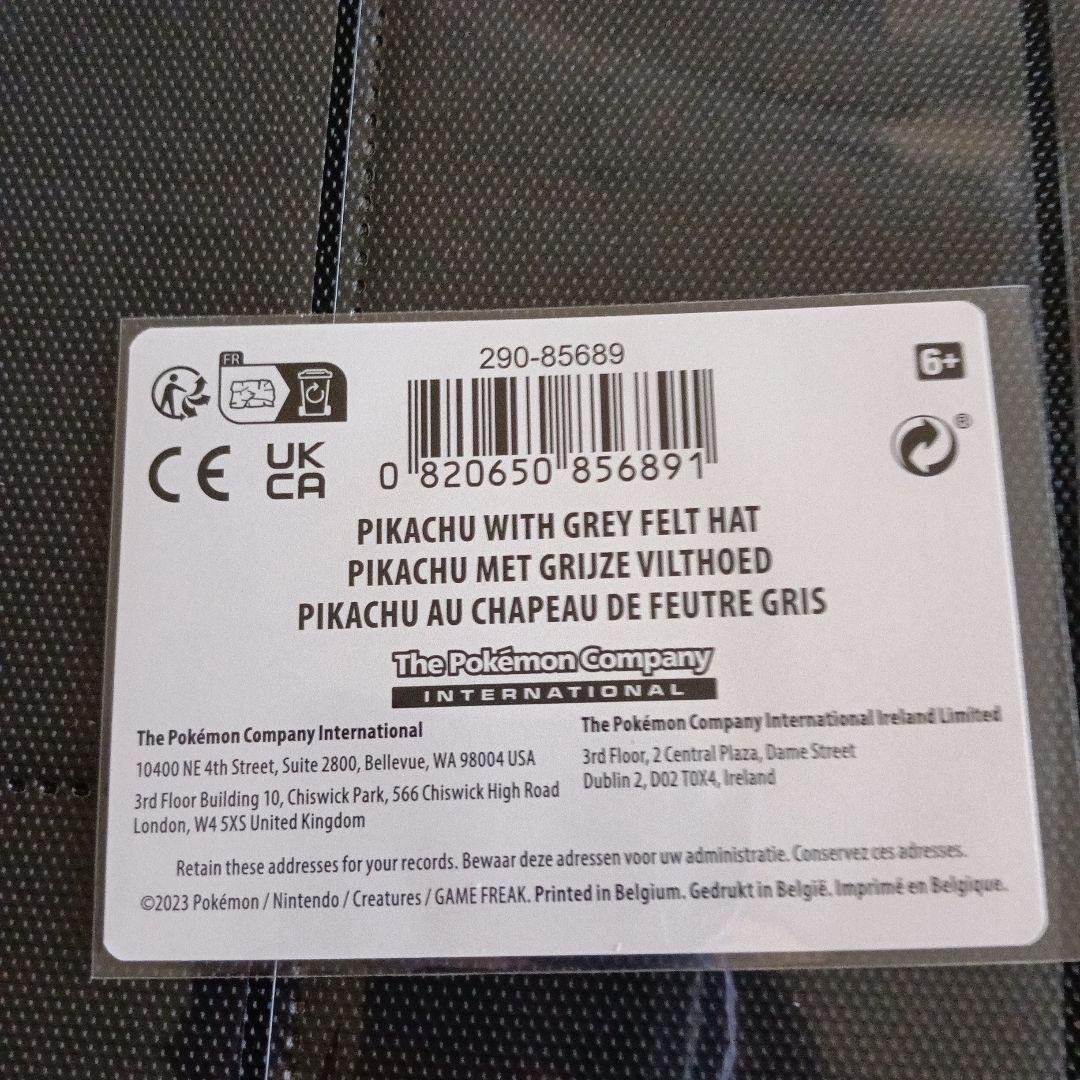 FR
290-85689
6+
®
CE
UK
CA
0 820650 856891
PIKACHU WITH GREY FELT HAT
PIKACHU MET GRIJZE VILTHOED
PIKACHU AU CHAPEAU DE FEUTRE GRIS
The Pokémon Company
INTERNATIONAL
The Pokémon Company International
10400 NE 4th Street, Suite 2800, Bellevue, WA 98004 USA
3rd Floor Building 10, Chiswick Park, 566 Chiswick High Road
London, W4 5XS United Kingdom
The Pokémon Company International Ireland Limited
3rd Floor, 2 Central Plaza, Dame Street
Dublin 2, D02 T0X4, Ireland
Retain these addresses for your records. Bewaar deze adressen voor uw administratie. Conservez ces adresses.
©2023 Pokémon / Nintendo / Creatures / GAME FREAK. Printed in Belgium. Gedrukt in België. Imprimé en Belgique.